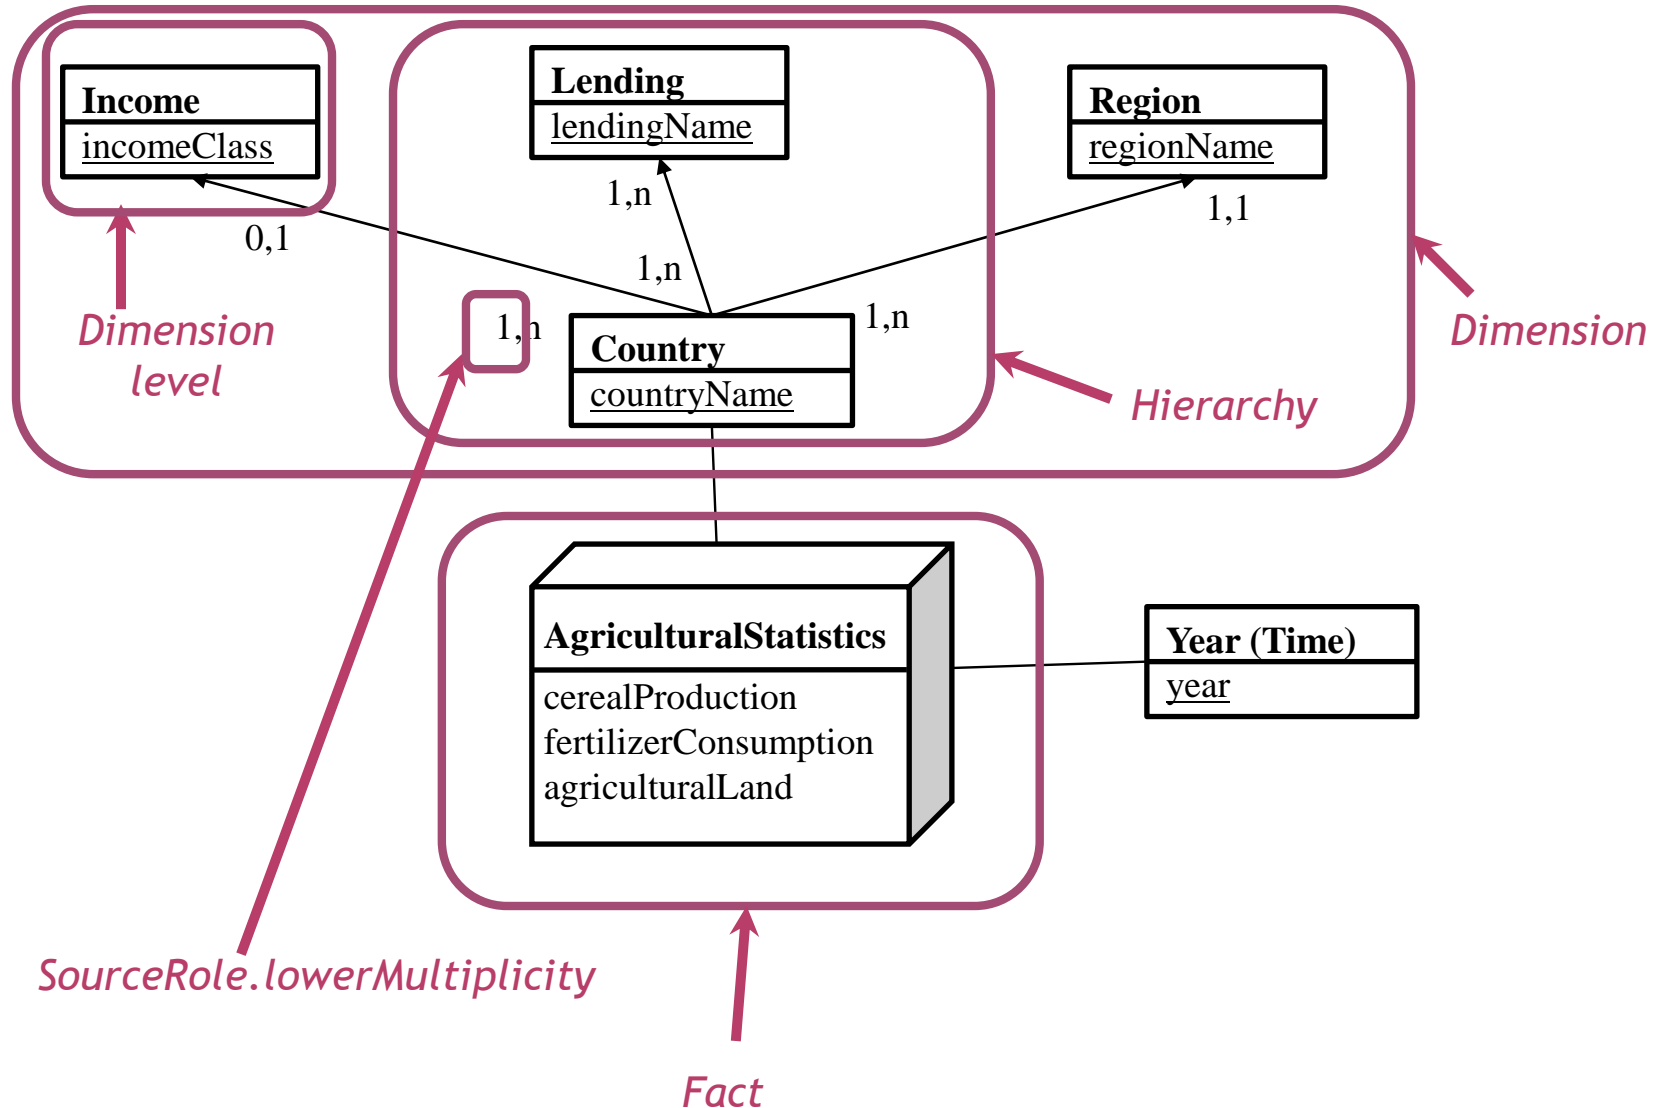 Income
incomeClass
Lending
lendingName
Region
regionName
0,1
1,n
1,n
1,1
1,n
1,n
Country
countryName
Dimension
level
Dimension
Hierarchy
AgriculturalStatistics
cerealProduction
fertilizerConsumption
agriculturalLand
Year (Time)
year
SourceRole.lowerMultiplicity
Fact